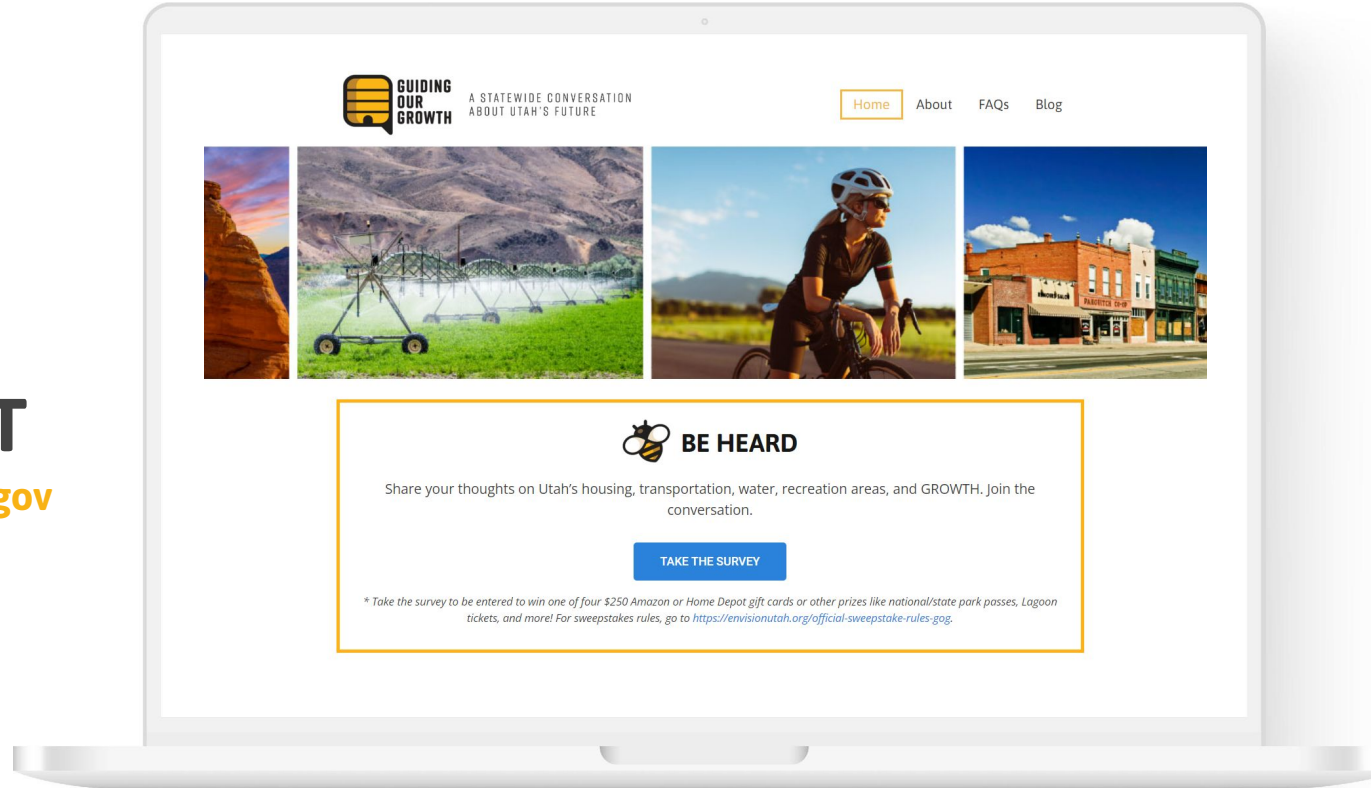 T
gov
GUIDING
OUR
GROWTH
A STATEWIDE CONVERSATION
ABOUT UTAH'S FUTURE
Home About FAQs Blog
PANGUITCH CO-OP
BE HEARD
Share your thoughts on Utah’s housing, transportation, water, recreation areas, and GROWTH. Join the
conversation.
TAKE THE SURVEY
* Take the survey to be entered to win one of four $250 Amazon or Home Depot gift cards or other prizes like national/state park passes, Lagoon
tickets, and more! For sweepstakes rules, go to https://envisionutah.org/official-sweepstake-rules-gog.